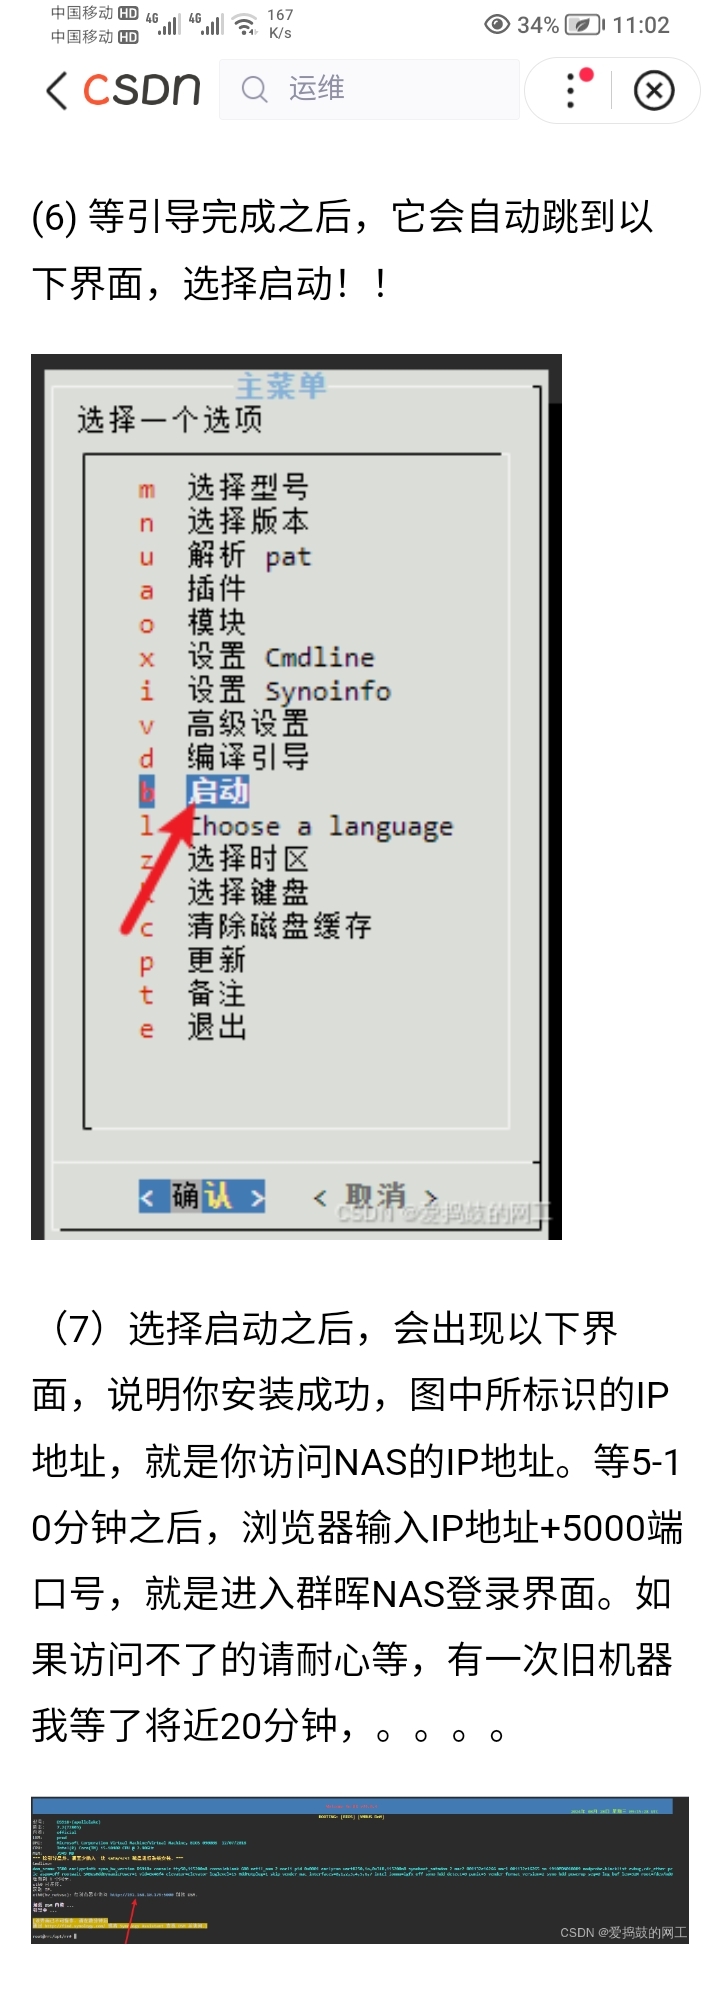 中国移动 HD 4G 4G 167 K/s 34% 11:02
中国移动 HD
CSDN 运维
(6) 等引导完成之后，它会自动跳到以
下界面，选择启动！！
主菜单
选择一个选项
m 选择型号
n 选择版本
u 解析 pat
a 插件
o 模块
x 设置 Cmdline
i 设置 Synoinfo
v 高级设置
d 编译引导
b 启动
l Choose a language
z 选择时区
选择键盘
c 清除磁盘缓存
p 更新
t 备注
e 退出
< 确认 > < 取消 >
CSDN @爱捣鼓的网工
（7）选择启动之后，会出现以下界
面，说明你安装成功，图中所标识的IP
地址，就是你访问NAS的IP地址。等5-1
0分钟之后，浏览器输入IP地址+5000端
口号，就是进入群晖NAS登录界面。如
果访问不了的请耐心等，有一次旧机器
我等了将近20分钟，。。。。
CSDN @爱捣鼓的网工